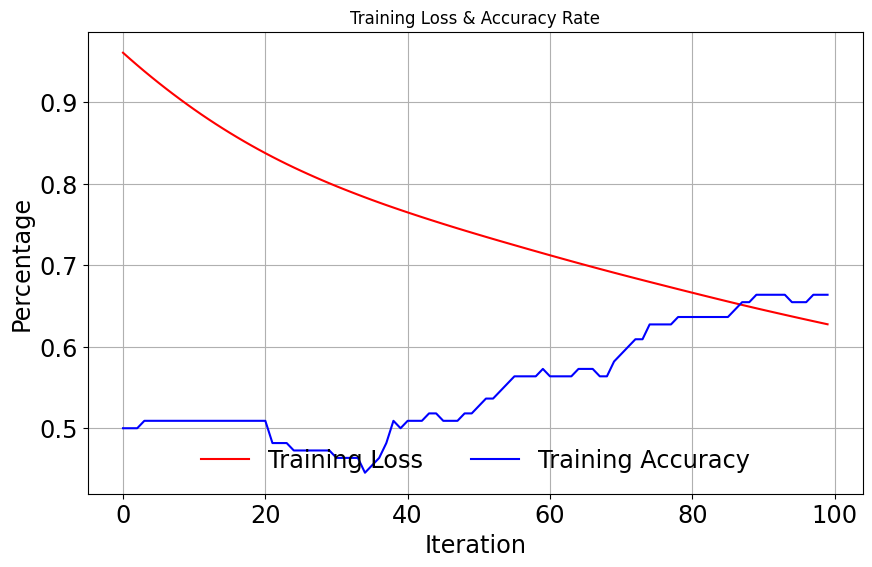 Training Loss & Accuracy Rate
Percentage
0.9
0.8
0.7
0.6
0.5
Training Loss
Training Accuracy
0 20 40 60 80 100
Iteration